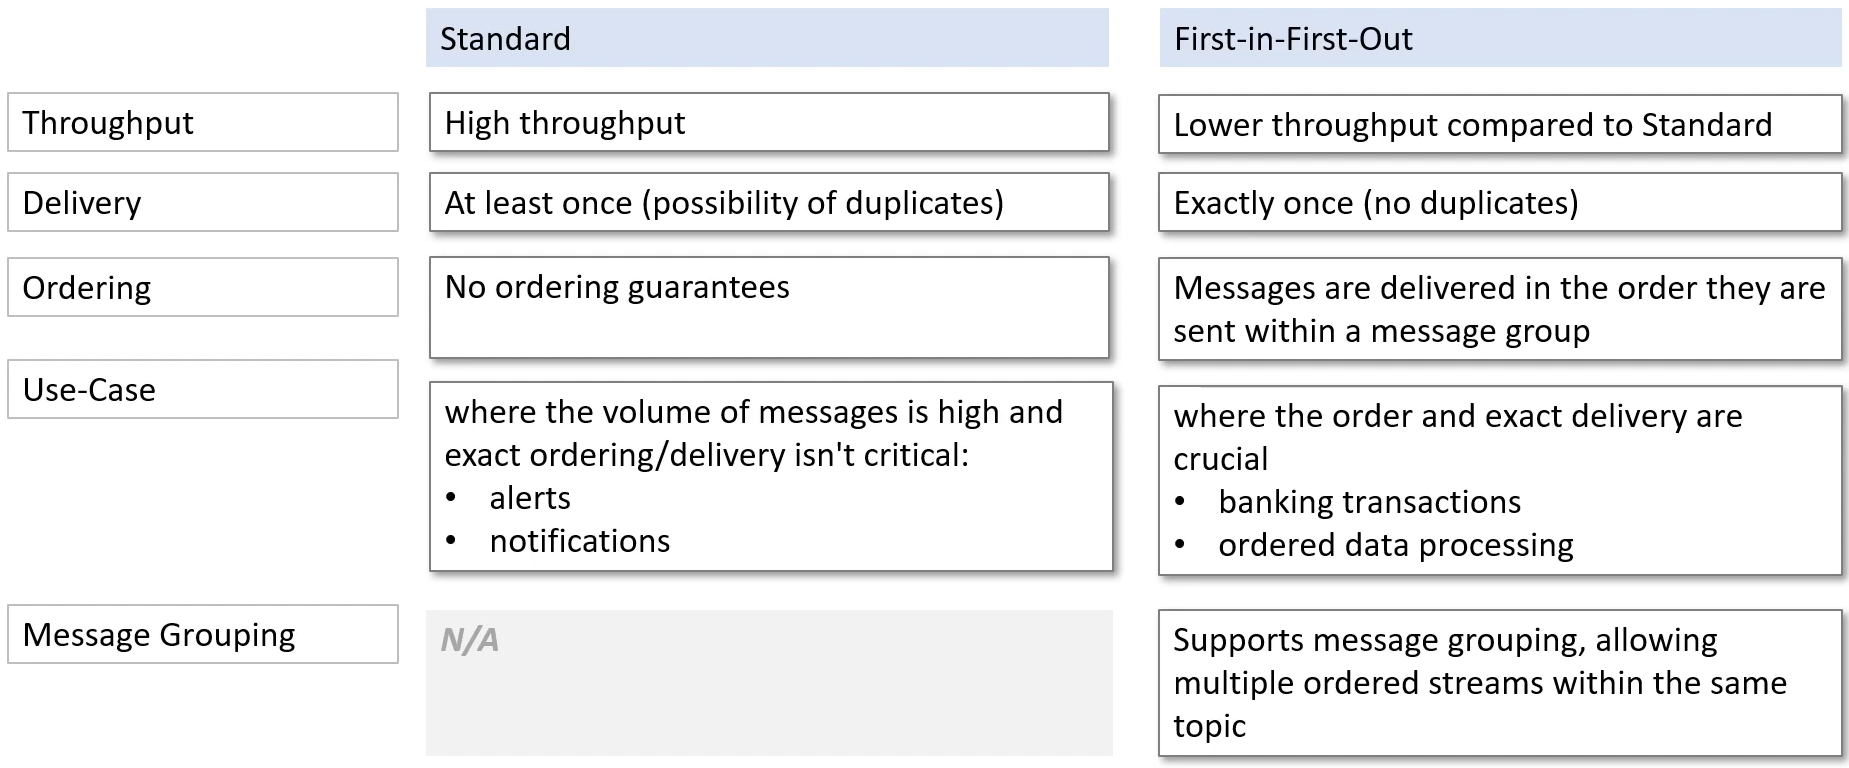 Standard
First-in-First-Out
Throughput
High throughput
Lower throughput compared to Standard
Delivery
At least once (possibility of duplicates)
Exactly once (no duplicates)
Ordering
No ordering guarantees
Messages are delivered in the order they are
sent within a message group
Use-Case
where the volume of messages is high and
exact ordering/delivery isn't critical:
• alerts
• notifications
where the order and exact delivery are
crucial
• banking transactions
• ordered data processing
Message Grouping
N/A
Supports message grouping, allowing
multiple ordered streams within the same
topic